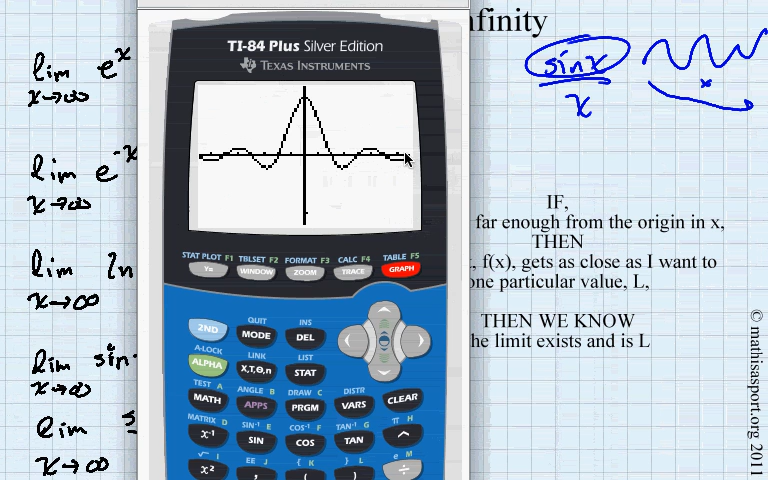 nfinity
lim e^x
x→∞
lim e^-x
x→∞
lim ln
x→∞
lim sin
x→∞
lim
x→∞
sinx
x
x
TI-84 Plus Silver Edition
TEXAS INSTRUMENTS
STAT PLOT F1 TBLSET F2 FORMAT F3 CALC F4 TABLE F5
Y= WINDOW ZOOM TRACE GRAPH
QUIT INS
2ND MODE DEL
A-LOCK LINK LIST
ALPHA X,T,Θ,n STAT
TEST A ANGLE B DRAW C DISTR
MATH APPS PRGM VARS CLEAR
MATRIX D SIN⁻¹ E COS⁻¹ F TAN⁻¹ G π H
x⁻¹ SIN COS TAN ^
√ I EE J { K } L e M
x² , ( ) ÷
IF,
far enough from the origin in x,
THEN
, f(x), gets as close as I want to
one particular value, L,
THEN WE KNOW
he limit exists and is L
© mathisasport.org 2011